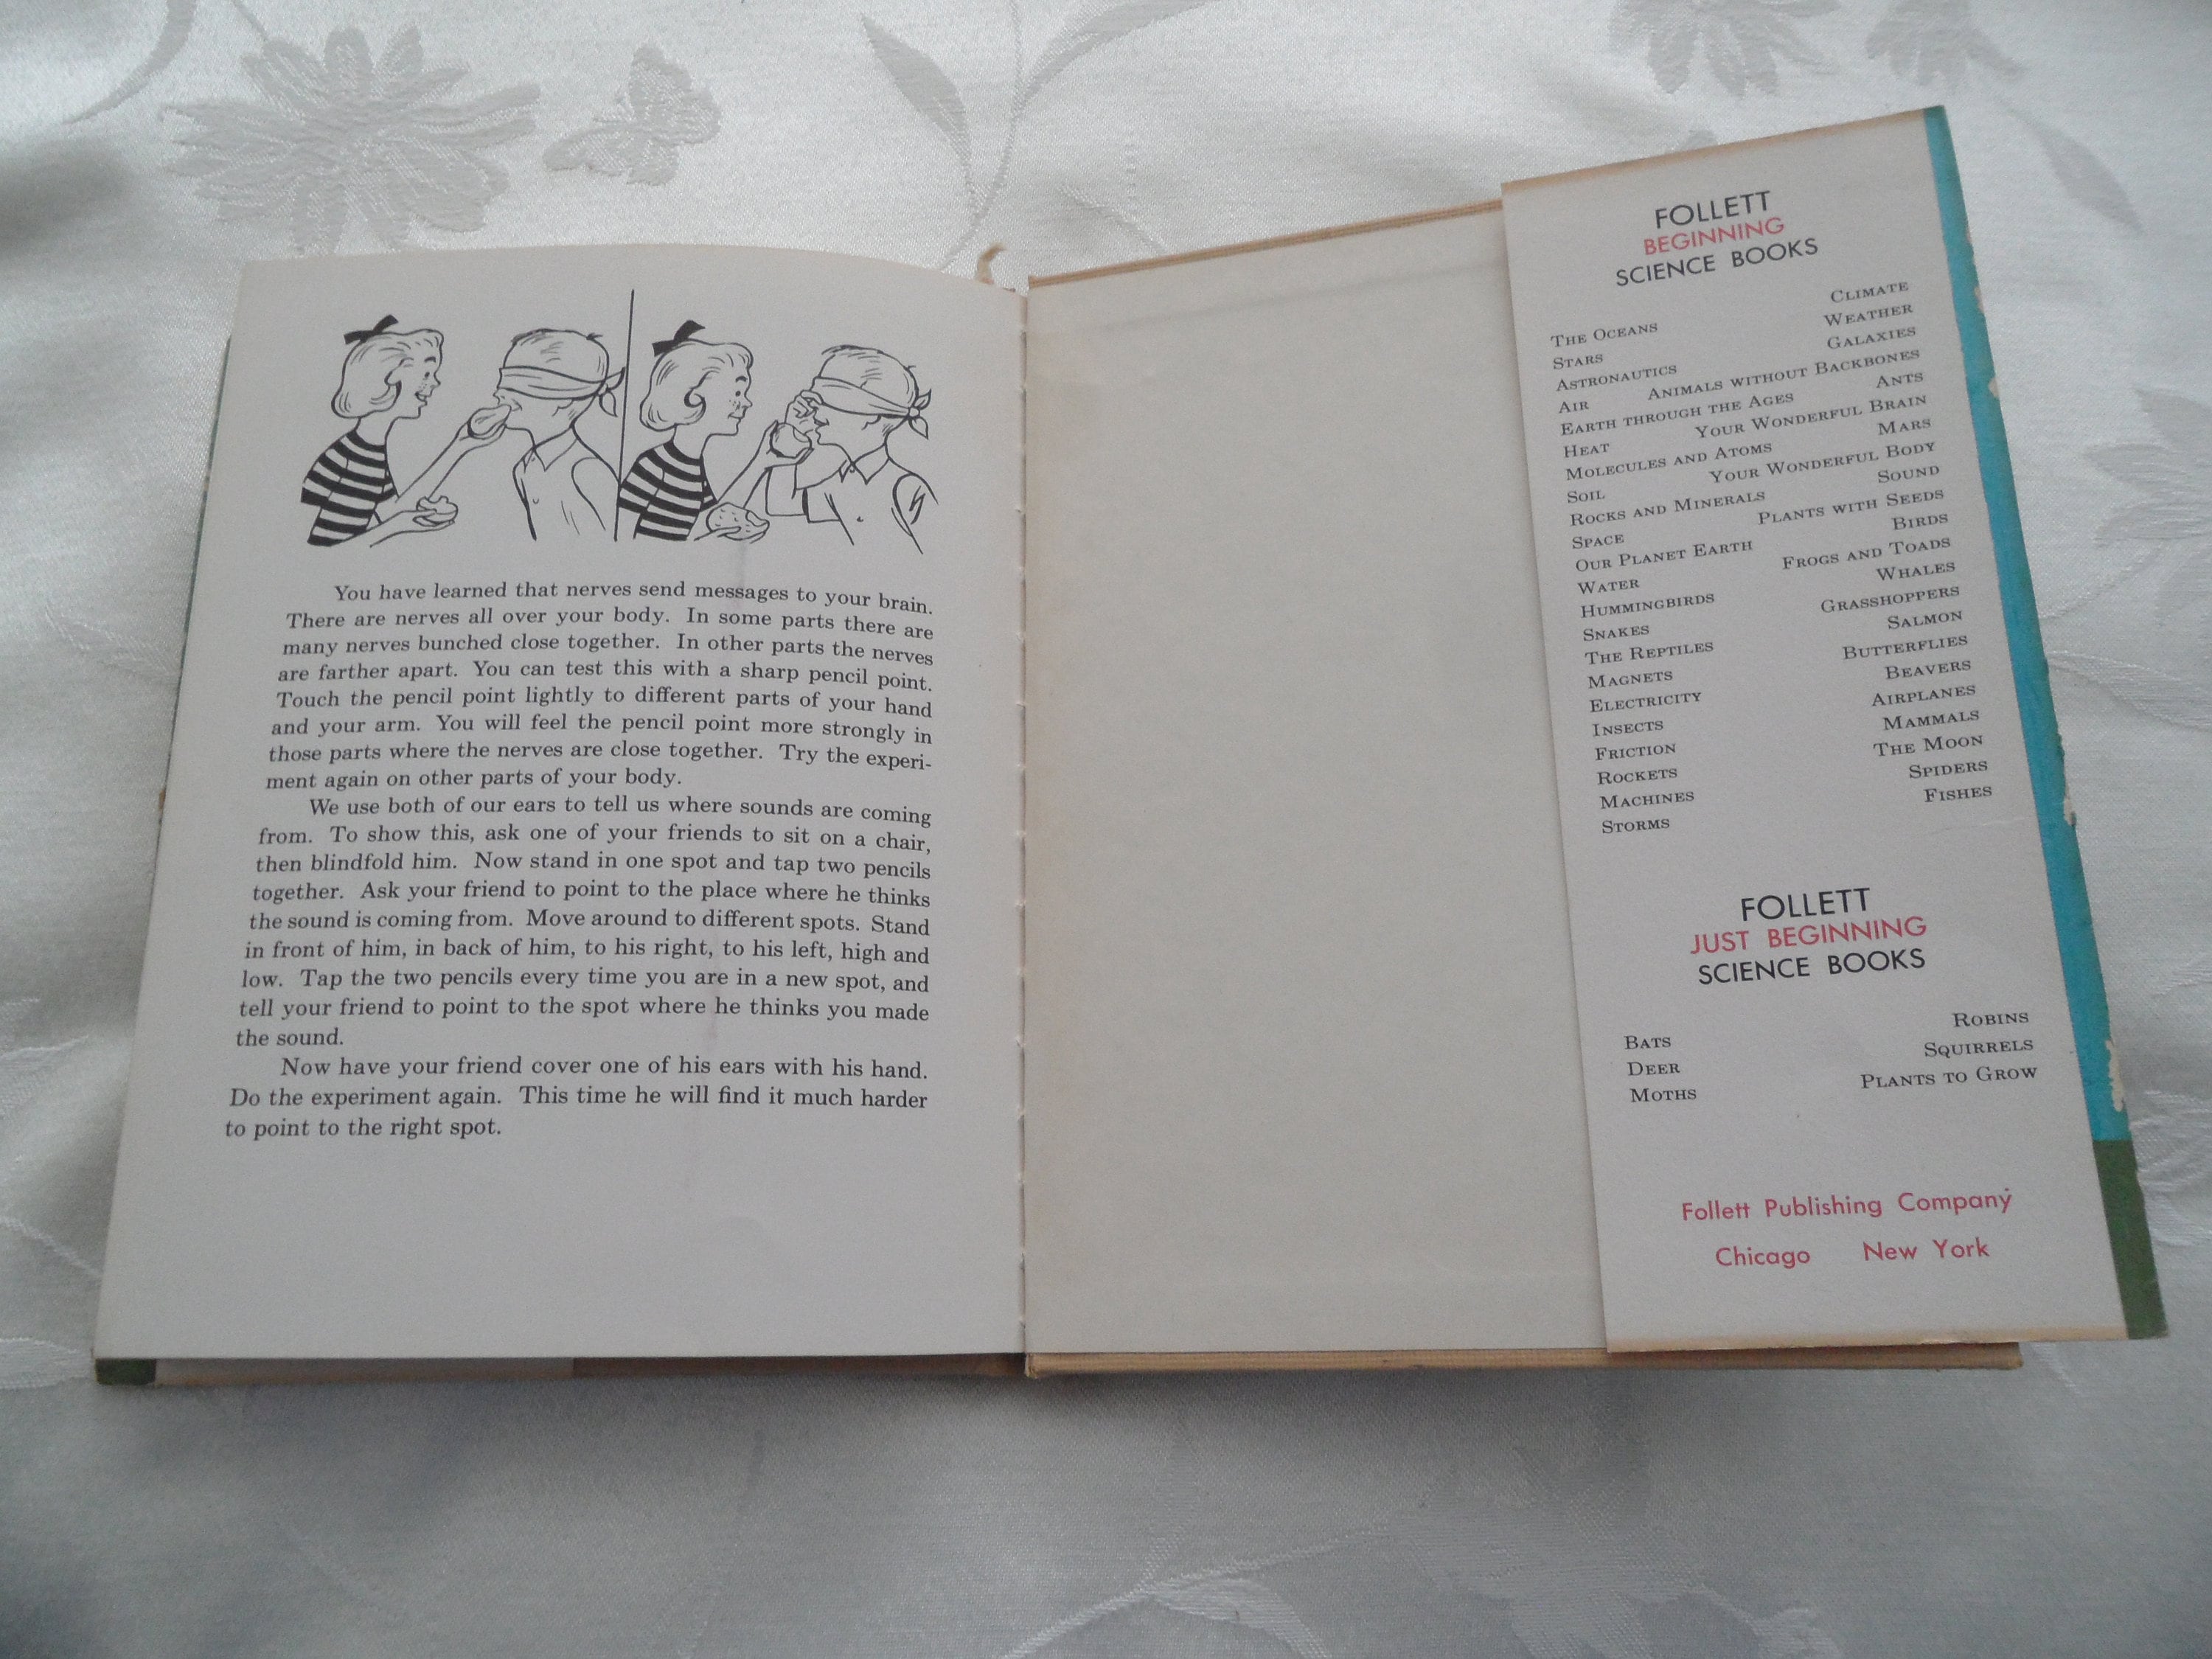 You have learned that nerves send messages to your brain.
There are nerves all over your body. In some parts there are
many nerves bunched close together. In other parts the nerves
are farther apart. You can test this with a sharp pencil point.
Touch the pencil point lightly to different parts of your hand
and your arm. You will feel the pencil point more strongly in
those parts where the nerves are close together. Try the experi-
ment again on other parts of your body.
We use both of our ears to tell us where sounds are coming
from. To show this, ask one of your friends to sit on a chair,
then blindfold him. Now stand in one spot and tap two pencils
together. Ask your friend to point to the place where he thinks
the sound is coming from. Move around to different spots. Stand
in front of him, in back of him, to his right, to his left, high and
low. Tap the two pencils every time you are in a new spot, and
tell your friend to point to the spot where he thinks you made
the sound.
Now have your friend cover one of his ears with his hand.
Do the experiment again. This time he will find it much harder
to point to the right spot.
FOLLETT
BEGINNING
SCIENCE BOOKS
The Oceans
Stars
Astronautics
Air
Earth through the Ages
Heat
Molecules and Atoms
Soil
Rocks and Minerals
Space
Our Planet Earth
Water
Hummingbirds
Snakes
The Reptiles
Magnets
Electricity
Insects
Friction
Rockets
Machines
Storms
Climate
Weather
Galaxies
Animals without Backbones
Ants
Your Wonderful Brain
Mars
Your Wonderful Body
Sound
Plants with Seeds
Birds
Frogs and Toads
Whales
Grasshoppers
Salmon
Butterflies
Beavers
Airplanes
Mammals
The Moon
Spiders
Fishes
FOLLETT
JUST BEGINNING
SCIENCE BOOKS
Bats
Deer
Moths
Robins
Squirrels
Plants to Grow
Follett Publishing Company
Chicago New York